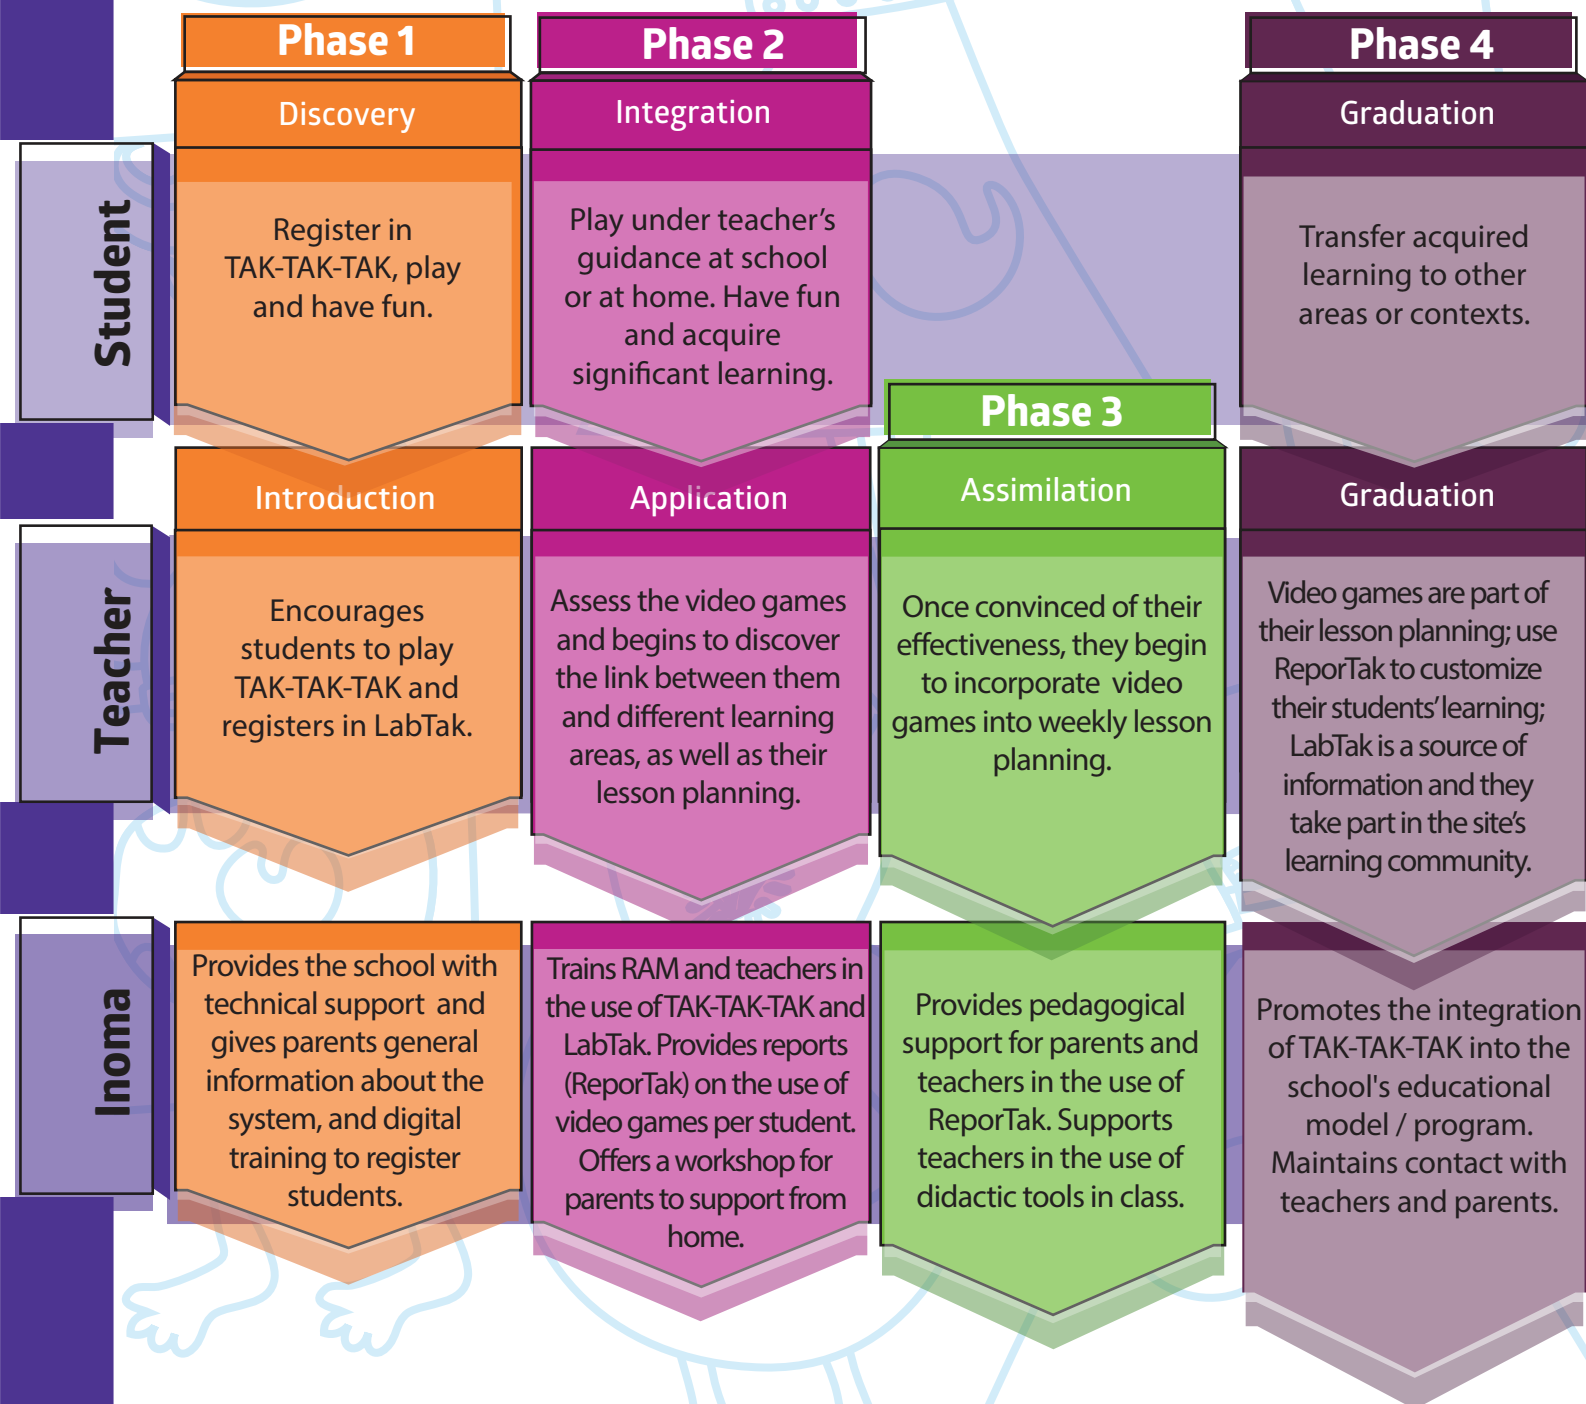 Phase 1
Phase 2
Phase 4
Discovery
Integration
Graduation
Student
Register in
TAK-TAK-TAK, play
and have fun.
Play under teacher’s
guidance at school
or at home. Have fun
and acquire
significant learning.
Transfer acquired
learning to other
areas or contexts.
Phase 3
Introduction
Application
Assimilation
Graduation
Teacher
Encourages
students to play
TAK-TAK-TAK and
registers in LabTak.
Assess the video games
and begins to discover
the link between them
and different learning
areas, as well as their
lesson planning.
Once convinced of their
effectiveness, they begin
to incorporate video
games into weekly lesson
planning.
Video games are part of
their lesson planning; use
ReporTak to customize
their students’ learning;
LabTak is a source of
information and they
take part in the site’s
learning community.
Inoma
Provides the school with
technical support and
gives parents general
information about the
system, and digital
training to register
students.
Trains RAM and teachers in
the use of TAK-TAK-TAK and
LabTak. Provides reports
(ReporTak) on the use of
video games per student.
Offers a workshop for
parents to support from
home.
Provides pedagogical
support for parents and
teachers in the use of
ReporTak. Supports
teachers in the use of
didactic tools in class.
Promotes the integration
of TAK-TAK-TAK into the
school's educational
model / program.
Maintains contact with
teachers and parents.